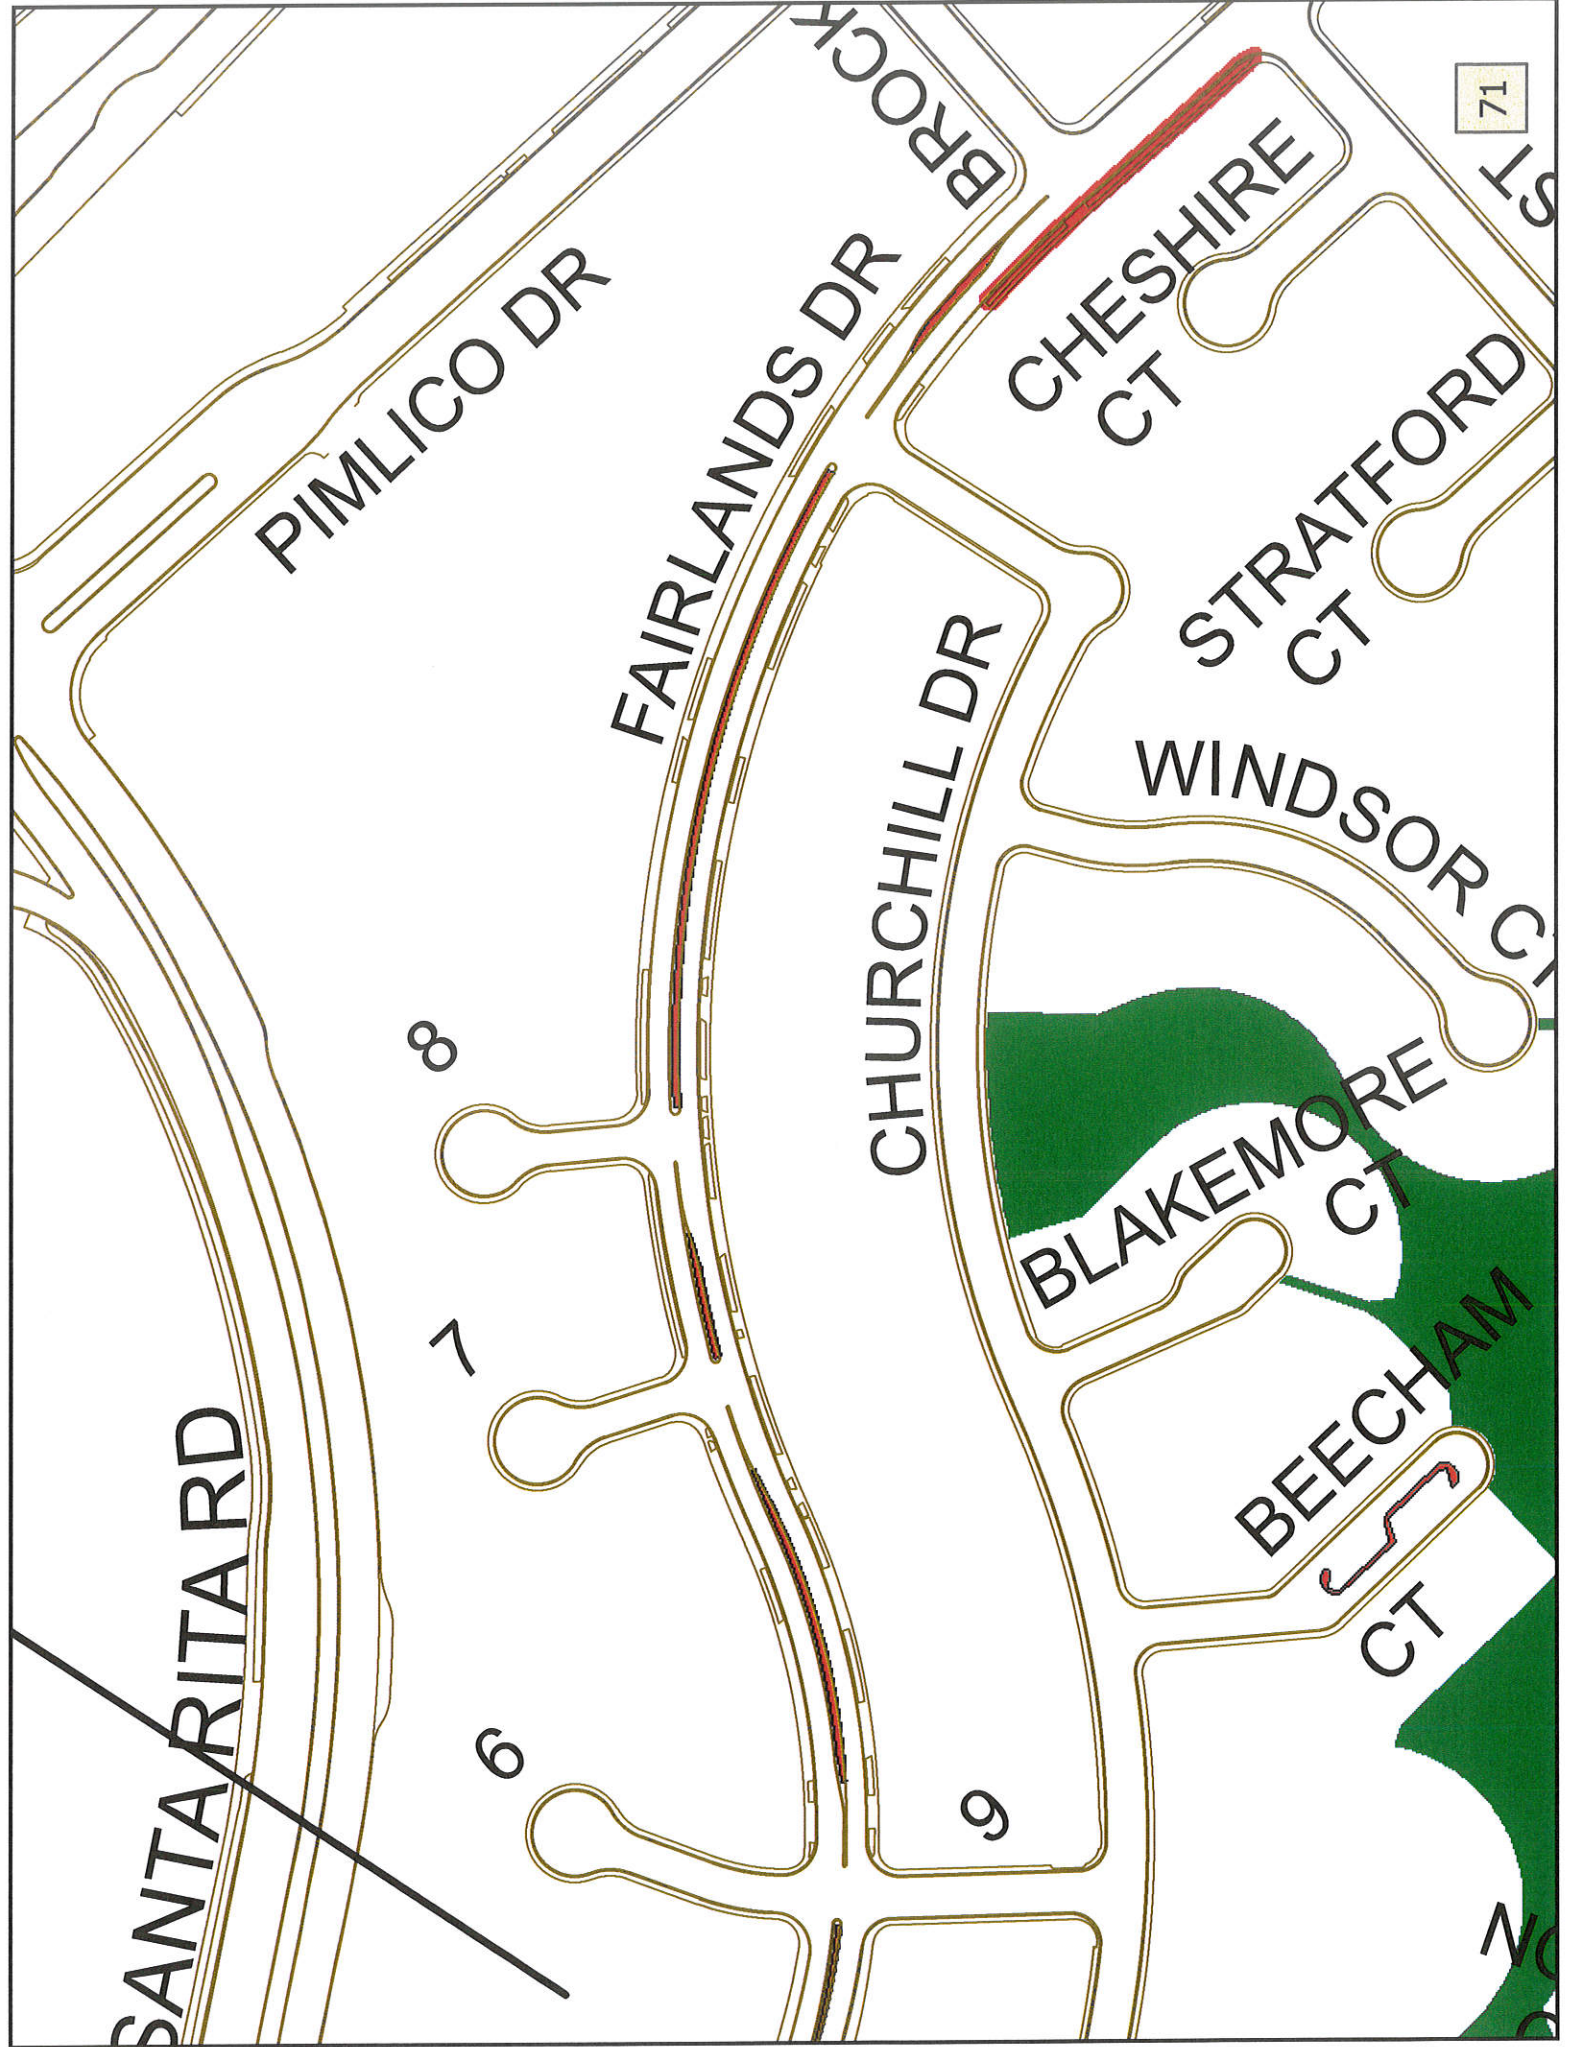 BROCK
71
ST
PIMLICO DR
FAIRLANDS DR
CHESHIRE
CT
STRATFORD
CT
CHURCHILL DR
WINDSOR CT
8
BLAKEMORE
CT
7
BEECHAM
CT
SANTA RITA RD
6
9